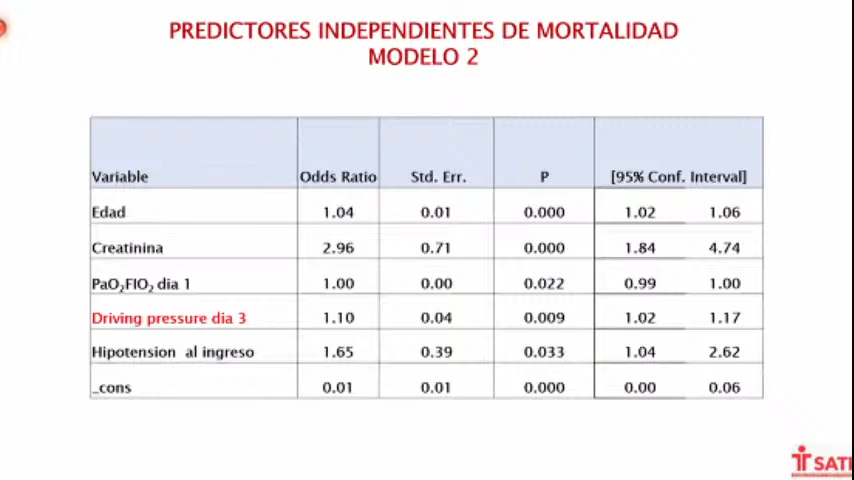 PREDICTORES INDEPENDIENTES DE MORTALIDAD
MODELO 2
Variable Odds Ratio Std. Err. P [95% Conf. Interval]
Edad 1.04 0.01 0.000 1.02 1.06
Creatinina 2.96 0.71 0.000 1.84 4.74
PaO₂FIO₂ dia 1 1.00 0.00 0.022 0.99 1.00
Driving pressure dia 3 1.10 0.04 0.009 1.02 1.17
Hipotension al ingreso 1.65 0.39 0.033 1.04 2.62
_cons 0.01 0.01 0.000 0.00 0.06
SATI